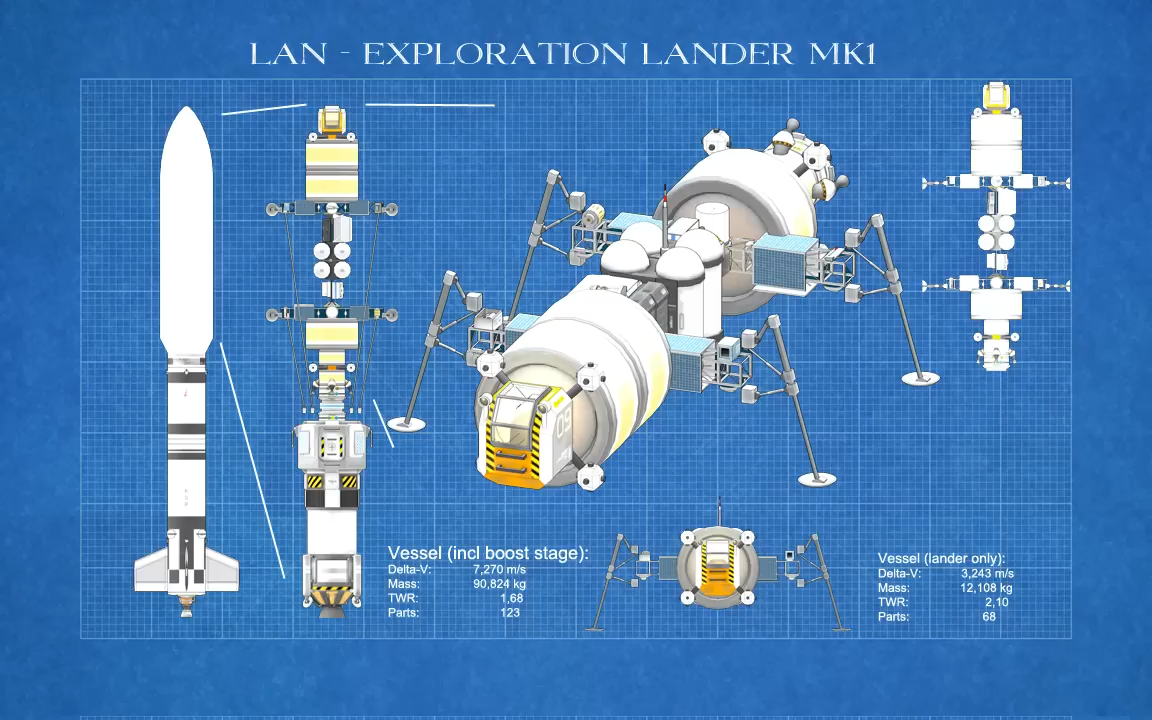 LAN - EXPLORATION LANDER MK1
Vessel (incl boost stage):
Delta-V: 7,270 m/s
Mass: 90,824 kg
TWR: 1,68
Parts: 123
Vessel (lander only):
Delta-V: 3,243 m/s
Mass: 12,108 kg
TWR: 2,10
Parts: 68